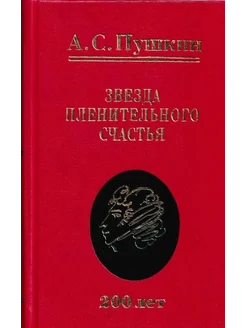 А. С. Пушкин
ЗВЕЗДА
ПЛЕНИТЕЛЬНОГО
СЧАСТЬЯ
200 лет